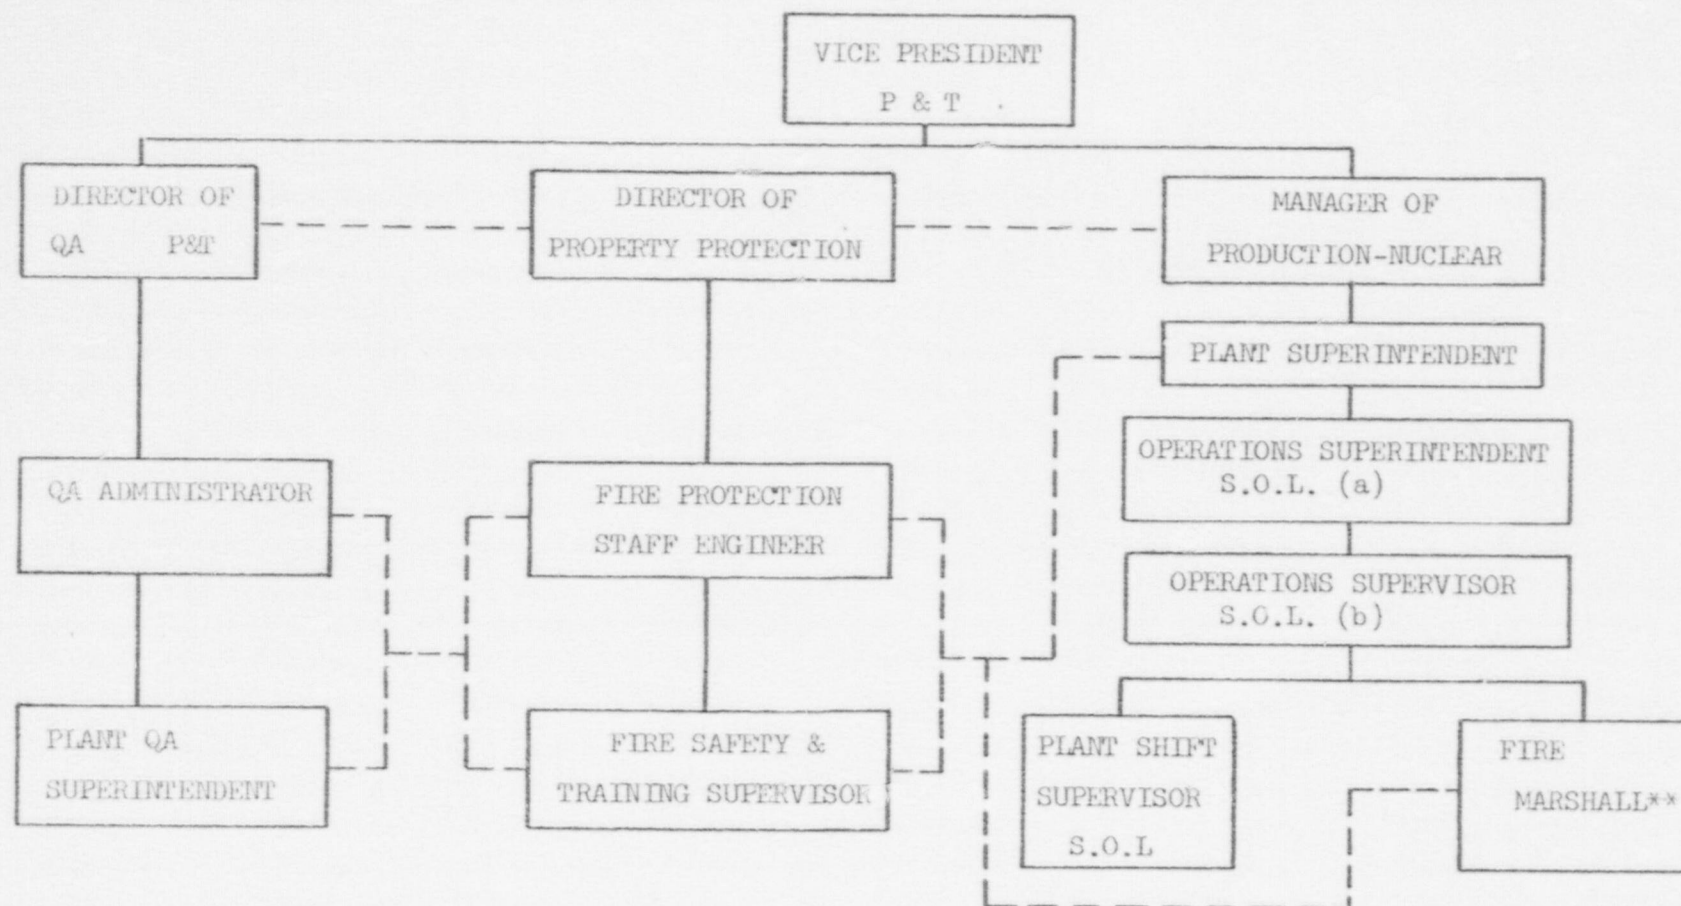 VICE PRESIDENT
P & T
DIRECTOR OF
QA P&T
DIRECTOR OF
PROPERTY PROTECTION
MANAGER OF
PRODUCTION-NUCLEAR
PLANT SUPERINTENDENT
OPERATIONS SUPERINTENDENT
S.O.L. (a)
QA ADMINISTRATOR
FIRE PROTECTION
STAFF ENGINEER
OPERATIONS SUPERVISOR
S.O.L. (b)
PLANT QA
SUPERINTENDENT
FIRE SAFETY &
TRAINING SUPERVISOR
PLANT SHIFT
SUPERVISOR
S.O.L
FIRE
MARSHALL**